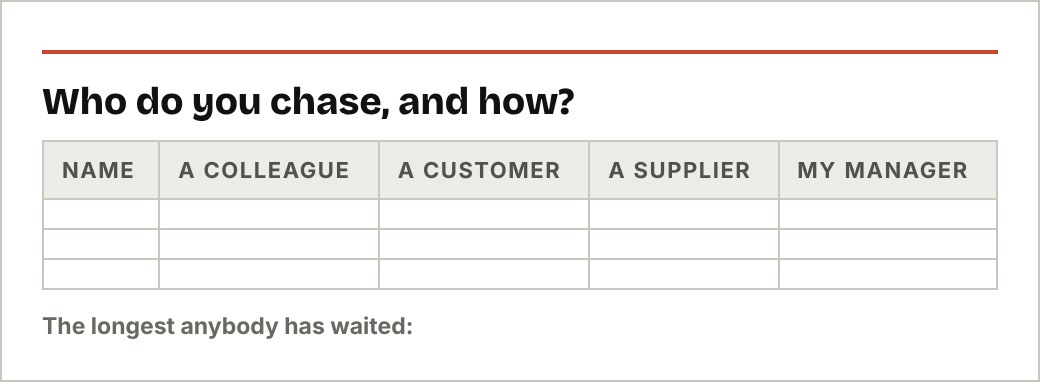 Who do you chase, and how?
NAME A COLLEAGUE A CUSTOMER A SUPPLIER MY MANAGER
The longest anybody has waited: